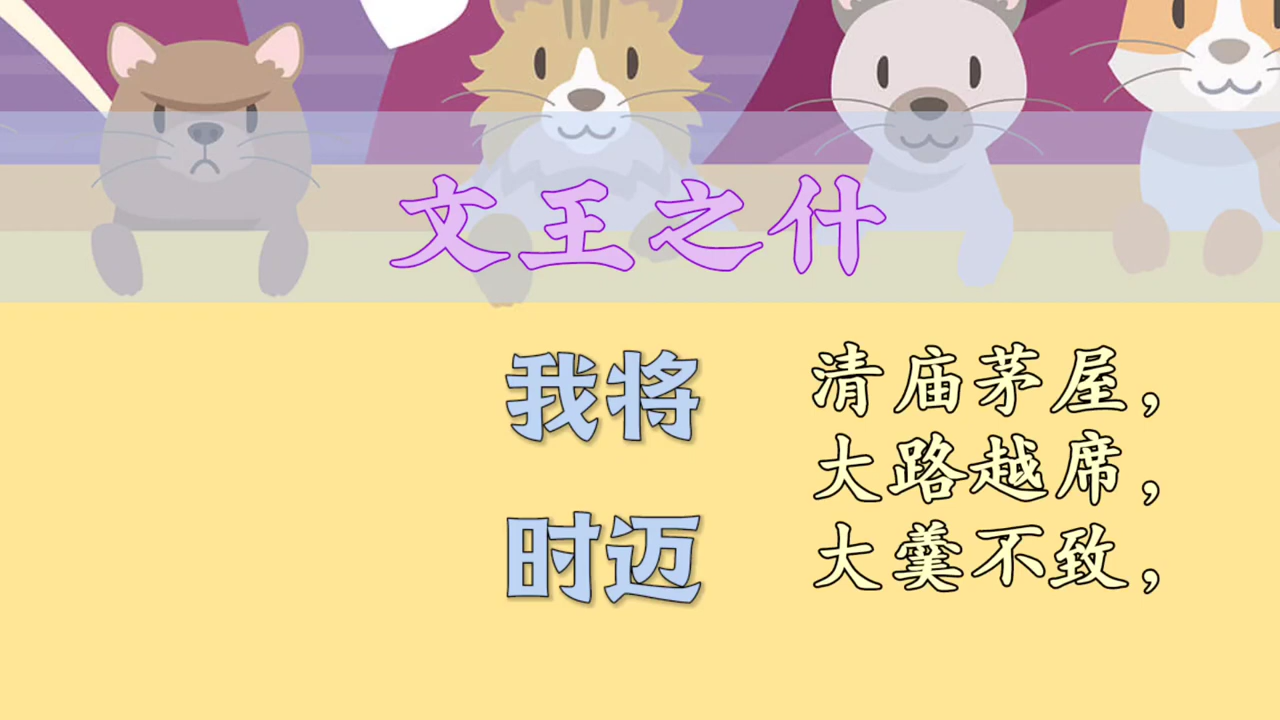 文王之什
我将
时迈
清庙茅屋，
大路越席，
大羹不致，